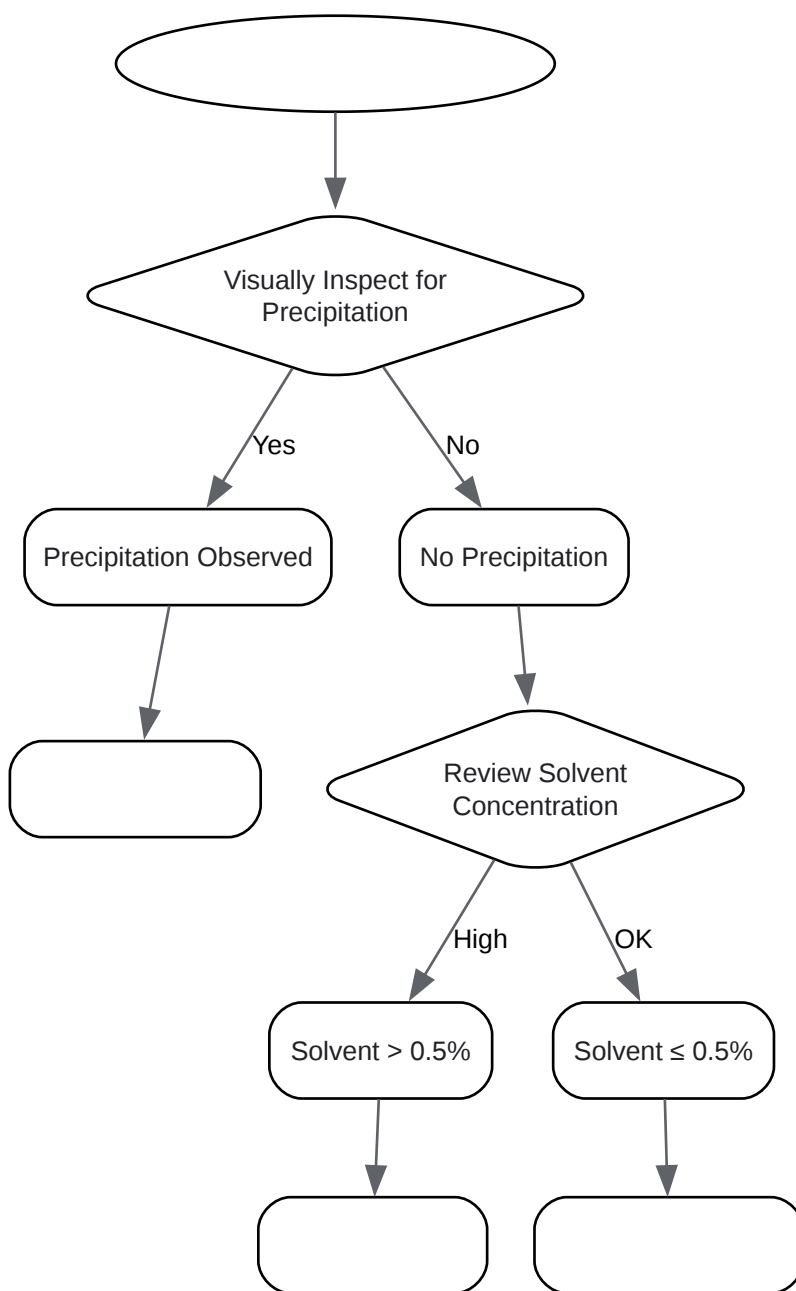 Visually Inspect for
Precipitation
Yes
No
Precipitation Observed
No Precipitation
Review Solvent
Concentration
High
OK
Solvent > 0.5%
Solvent ≤ 0.5%